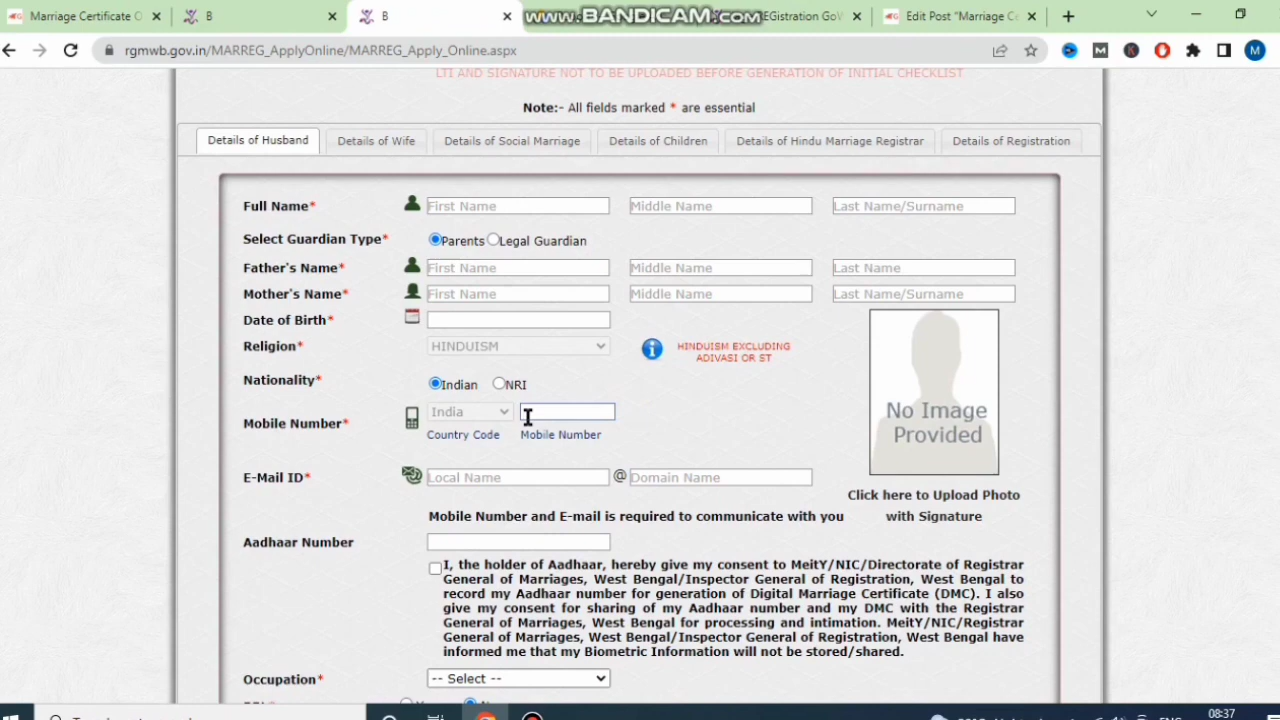 Marriage Certificate O
B
B
WWW.BANDICAM.COM
EGistration GoV
Edit Post "Marriage Ce
rgmwb.gov.in/MARREG_ApplyOnline/MARREG_Apply_Online.aspx
M
K
M
LTI AND SIGNATURE NOT TO BE UPLOADED BEFORE GENERATION OF INITIAL CHECKLIST
Note:- All fields marked * are essential
Details of Husband
Details of Wife
Details of Social Marriage
Details of Children
Details of Hindu Marriage Registrar
Details of Registration
Full Name*
First Name
Middle Name
Last Name/Surname
Select Guardian Type*
Parents
Legal Guardian
Father's Name*
First Name
Middle Name
Last Name
Mother's Name*
First Name
Middle Name
Last Name/Surname
Date of Birth*
Religion*
HINDUISM
HINDUISM EXCLUDING
ADIVASI OR ST
Nationality*
Indian
NRI
Mobile Number*
India
Country Code
Mobile Number
No Image
Provided
E-Mail ID*
Local Name
@
Domain Name
Click here to Upload Photo
with Signature
Mobile Number and E-mail is required to communicate with you
Aadhaar Number
I, the holder of Aadhaar, hereby give my consent to MeitY/NIC/Directorate of Registrar
General of Marriages, West Bengal/Inspector General of Registration, West Bengal to
record my Aadhaar number for generation of Digital Marriage Certificate (DMC). I also
give my consent for sharing of my Aadhaar number and my DMC with the Registrar
General of Marriages, West Bengal for processing and intimation. MeitY/NIC/Registrar
General of Marriages, West Bengal/Inspector General of Registration, West Bengal have
informed me that my Biometric Information will not be stored/shared.
Occupation*
-- Select --
08:37